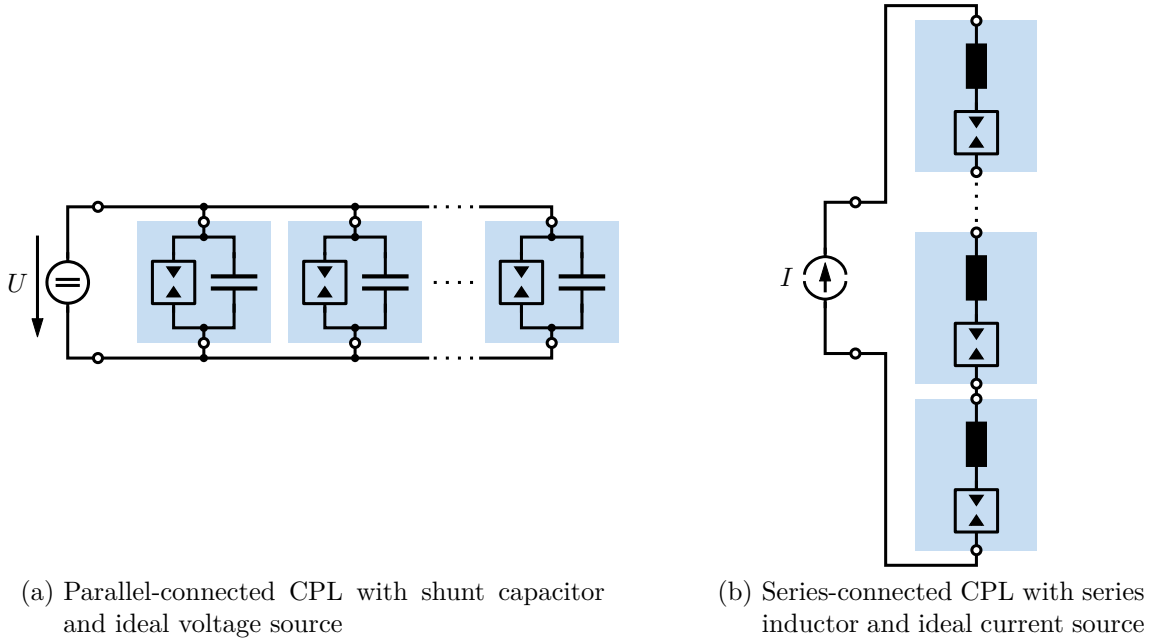 U
I
(a) Parallel-connected CPL with shunt capacitor
and ideal voltage source
(b) Series-connected CPL with series
inductor and ideal current source